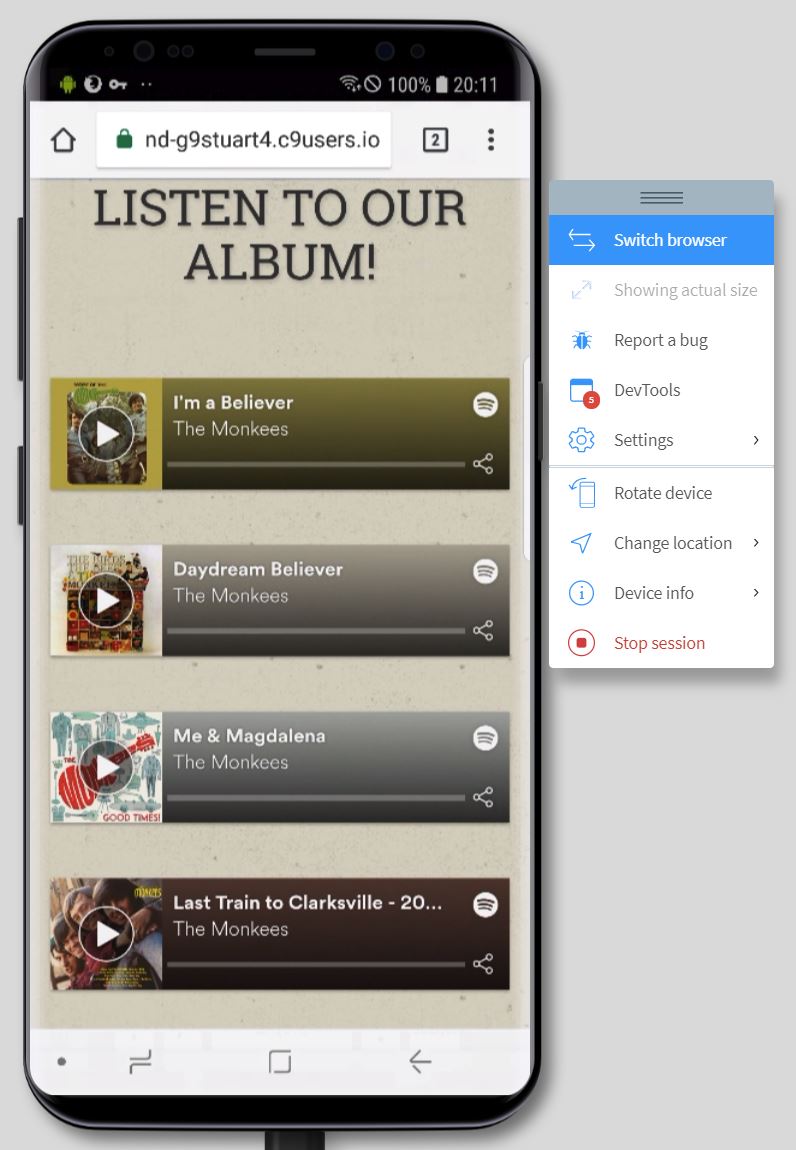 100% 20:11
nd-g9stuart4.c9users.io
2
LISTEN TO OUR
ALBUM!
I'm a Believer
The Monkees
Daydream Believer
The Monkees
Me & Magdalena
The Monkees
GOOD TIMES!
Last Train to Clarksville - 20...
The Monkees
Switch browser
Showing actual size
Report a bug
DevTools
5
Settings
Rotate device
Change location
Device info
Stop session